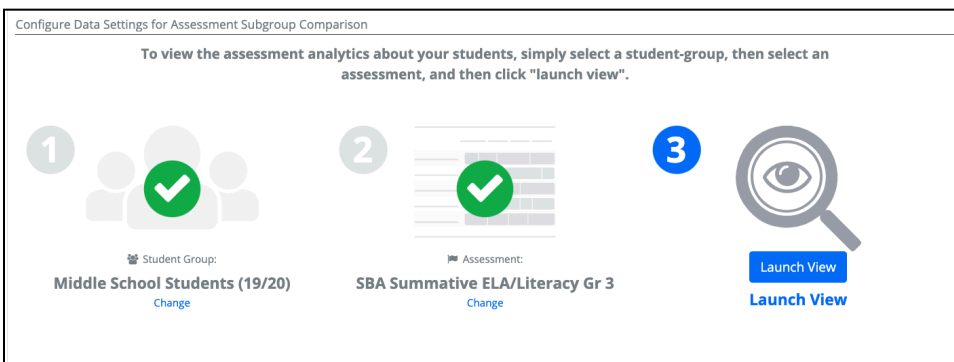 Configure Data Settings for Assessment Subgroup Comparison
To view the assessment analytics about your students, simply select a student-group, then select an
assessment, and then click "launch view".
1
2
3
Student Group:
Middle School Students (19/20)
Change
Assessment:
SBA Summative ELA/Literacy Gr 3
Change
Launch View
Launch View